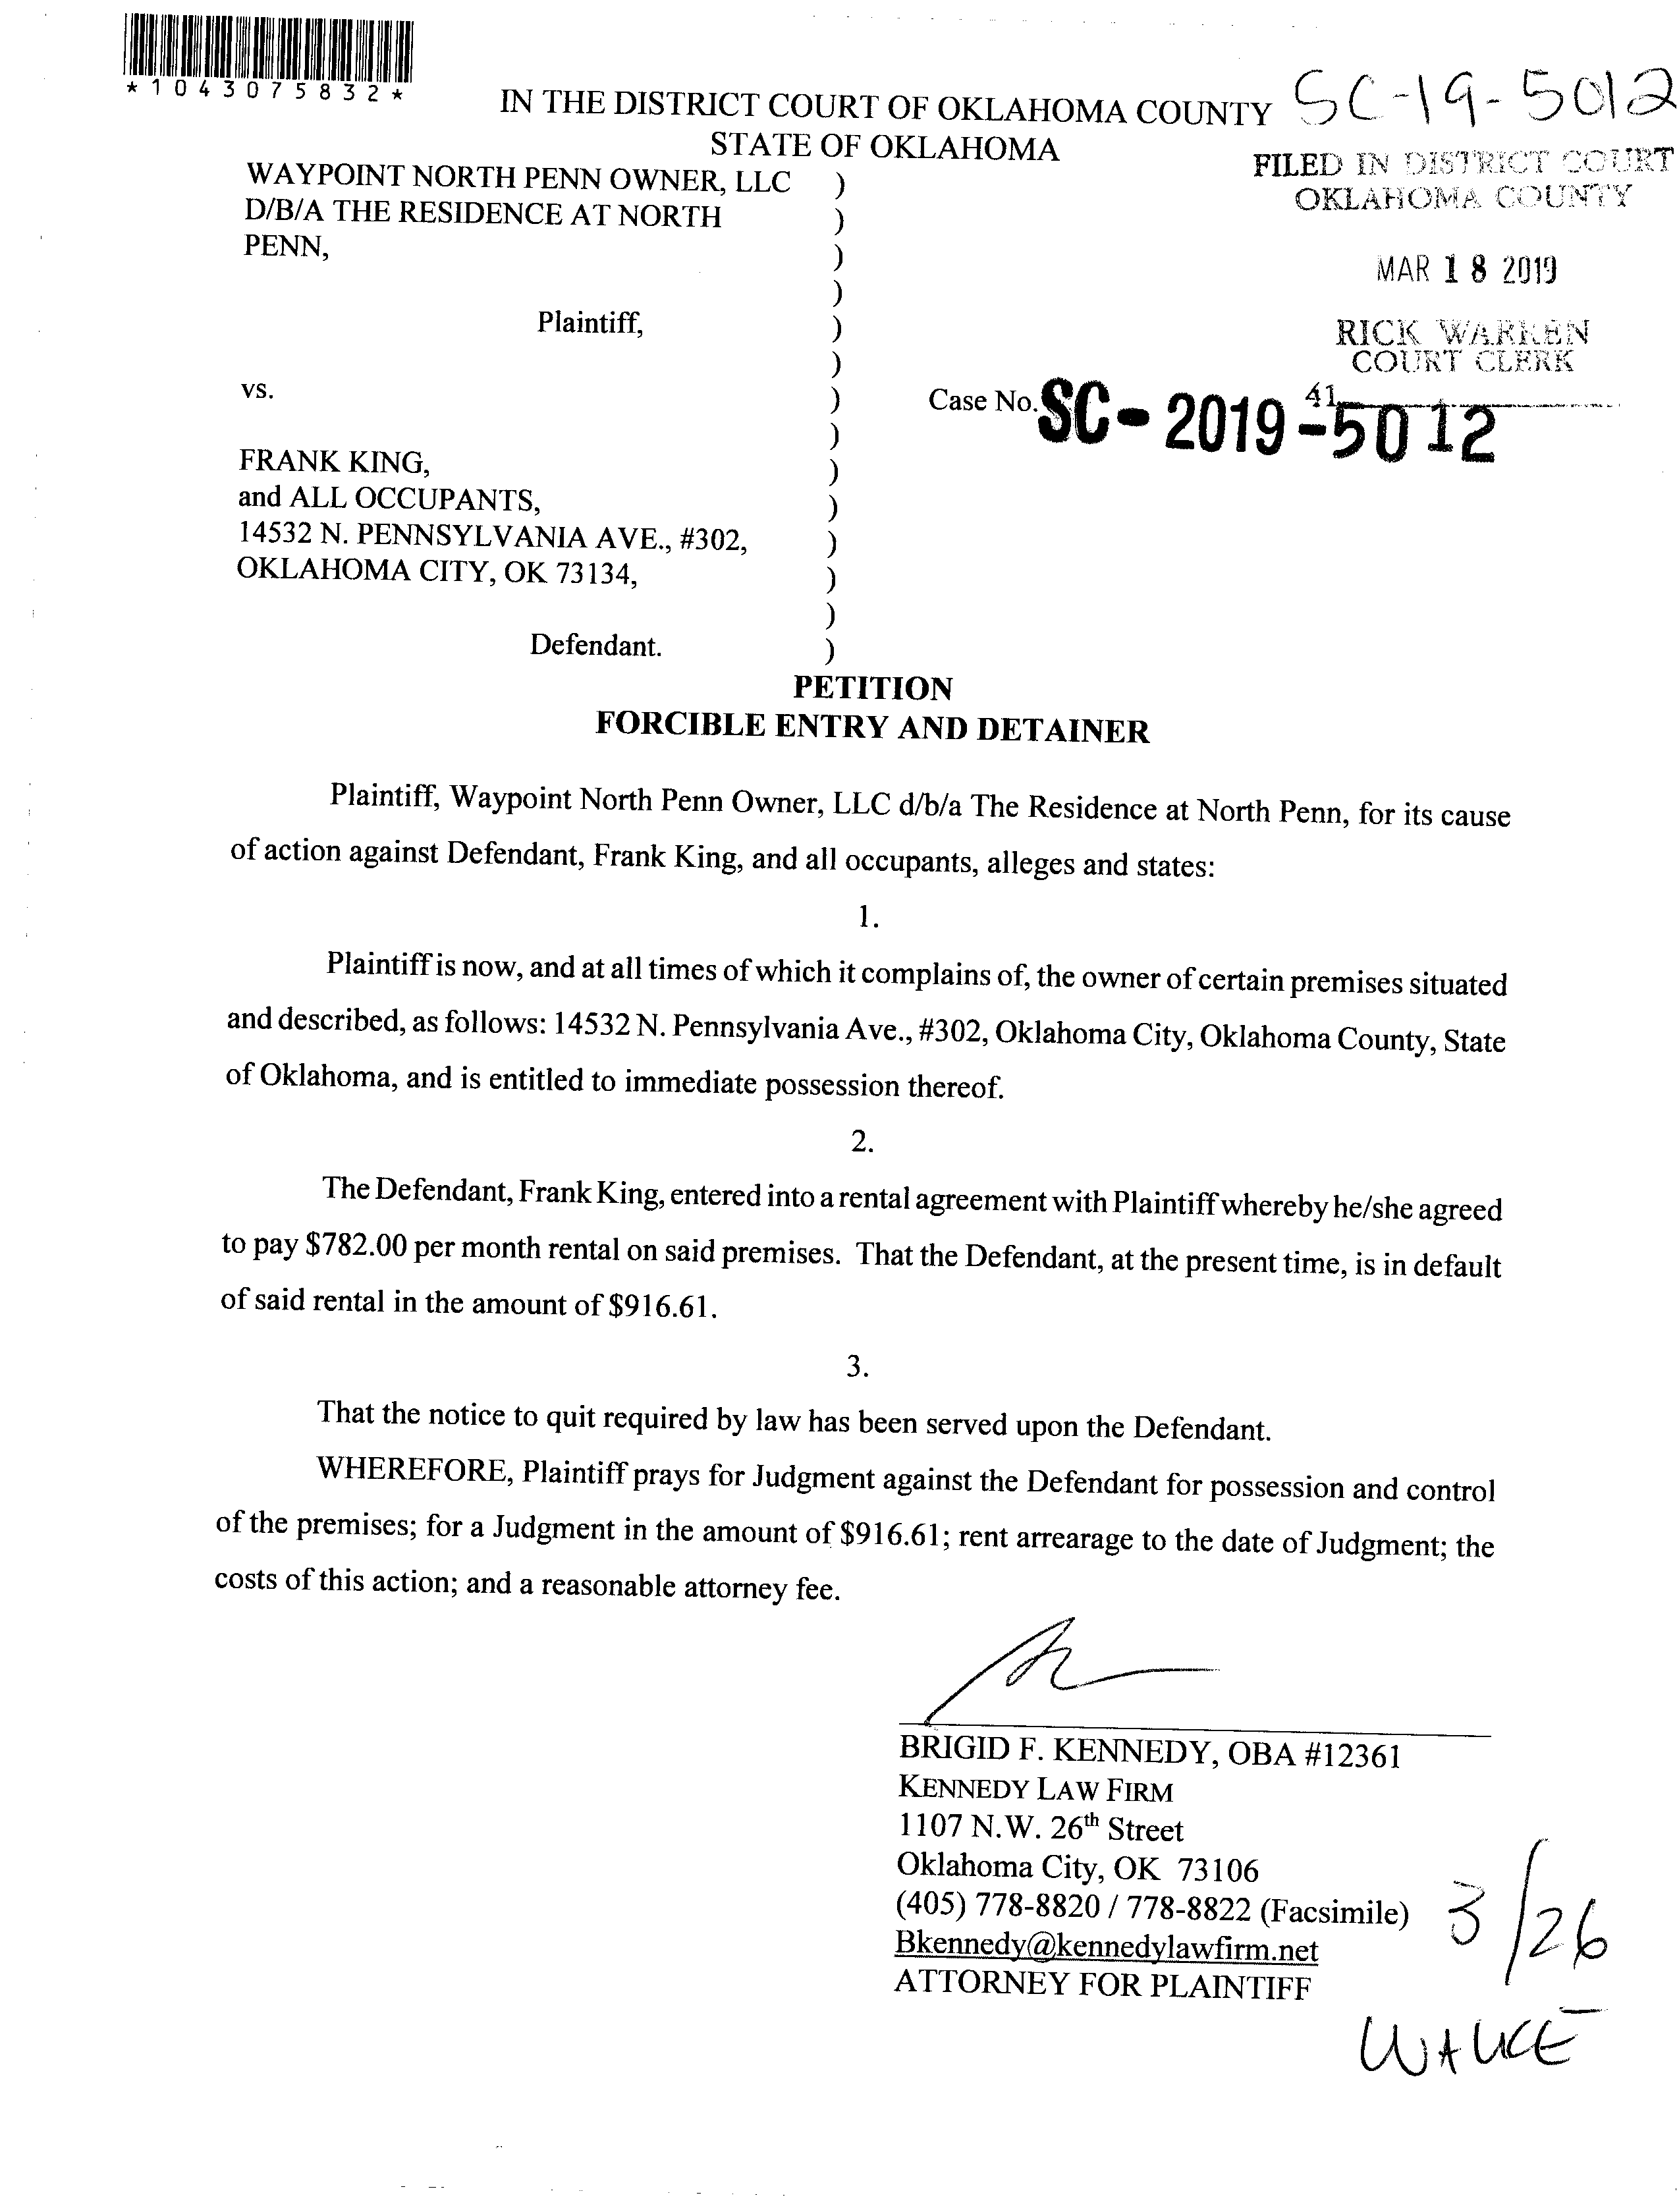 *1043075832*
IN THE DISTRICT COURT OF OKLAHOMA COUNTY
STATE OF OKLAHOMA
SC-19-5012
FILED IN DISTRICT COURT
OKLAHOMA COUNTY
MAR 18 2019
RICK WARREN
COURT CLERK
41
WAYPOINT NORTH PENN OWNER, LLC )
D/B/A THE RESIDENCE AT NORTH )
PENN, )
)
Plaintiff, )
)
vs. ) Case No. SC-2019-5012
)
FRANK KING, )
and ALL OCCUPANTS, )
14532 N. PENNSYLVANIA AVE., #302, )
OKLAHOMA CITY, OK 73134, )
)
Defendant. )
PETITION
FORCIBLE ENTRY AND DETAINER
Plaintiff, Waypoint North Penn Owner, LLC d/b/a The Residence at North Penn, for its cause
of action against Defendant, Frank King, and all occupants, alleges and states:
1.
Plaintiff is now, and at all times of which it complains of, the owner of certain premises situated
and described, as follows: 14532 N. Pennsylvania Ave., #302, Oklahoma City, Oklahoma County, State
of Oklahoma, and is entitled to immediate possession thereof.
2.
The Defendant, Frank King, entered into a rental agreement with Plaintiff whereby he/she agreed
to pay $782.00 per month rental on said premises. That the Defendant, at the present time, is in default
of said rental in the amount of $916.61.
3.
That the notice to quit required by law has been served upon the Defendant.
WHEREFORE, Plaintiff prays for Judgment against the Defendant for possession and control
of the premises; for a Judgment in the amount of $916.61; rent arrearage to the date of Judgment; the
costs of this action; and a reasonable attorney fee.
BRIGID F. KENNEDY, OBA #12361
KENNEDY LAW FIRM
1107 N.W. 26th Street
Oklahoma City, OK 73106
(405) 778-8820 / 778-8822 (Facsimile)
Bkennedy@kennedylawfirm.net
ATTORNEY FOR PLAINTIFF
3/26